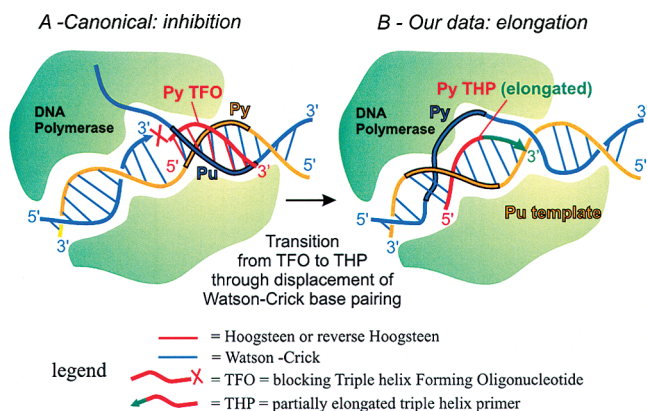 A -Canonical: inhibition
B - Our data: elongation
DNA
Polymerase
3'
Py TFO
Py
3'
5'
Pu
3'
5'
5'
3'
DNA
Polymerase
Py
Py THP (elongated)
3'
3'
5'
5'
5'
3'
Pu template
Transition
from TFO to THP
through displacement of
Watson-Crick base pairing
legend
= Hoogsteen or reverse Hoogsteen
= Watson -Crick
X = TFO = blocking Triple helix Forming Oligonucleotide
= THP = partially elongated triple helix primer